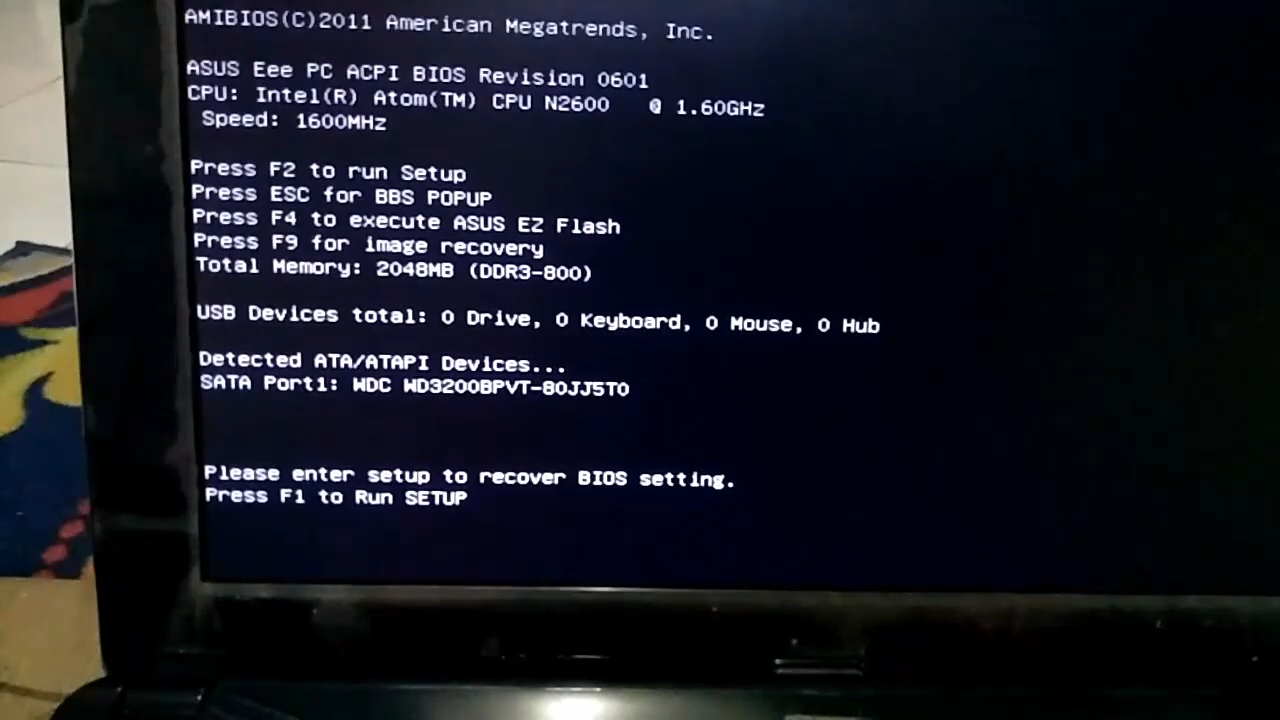 AMIBIOS(C)2011 American Megatrends, Inc.
ASUS Eee PC ACPI BIOS Revision 0601
CPU: Intel(R) Atom(TM) CPU N2600 @ 1.60GHz
Speed: 1600MHz
Press F2 to run Setup
Press ESC for BBS POPUP
Press F4 to execute ASUS EZ Flash
Press F9 for image recovery
Total Memory: 2048MB (DDR3-800)
USB Devices total: 0 Drive, 0 Keyboard, 0 Mouse, 0 Hub
Detected ATA/ATAPI Devices...
SATA Port1: WDC WD3200BPVT-80JJ5T0
Please enter setup to recover BIOS setting.
Press F1 to Run SETUP